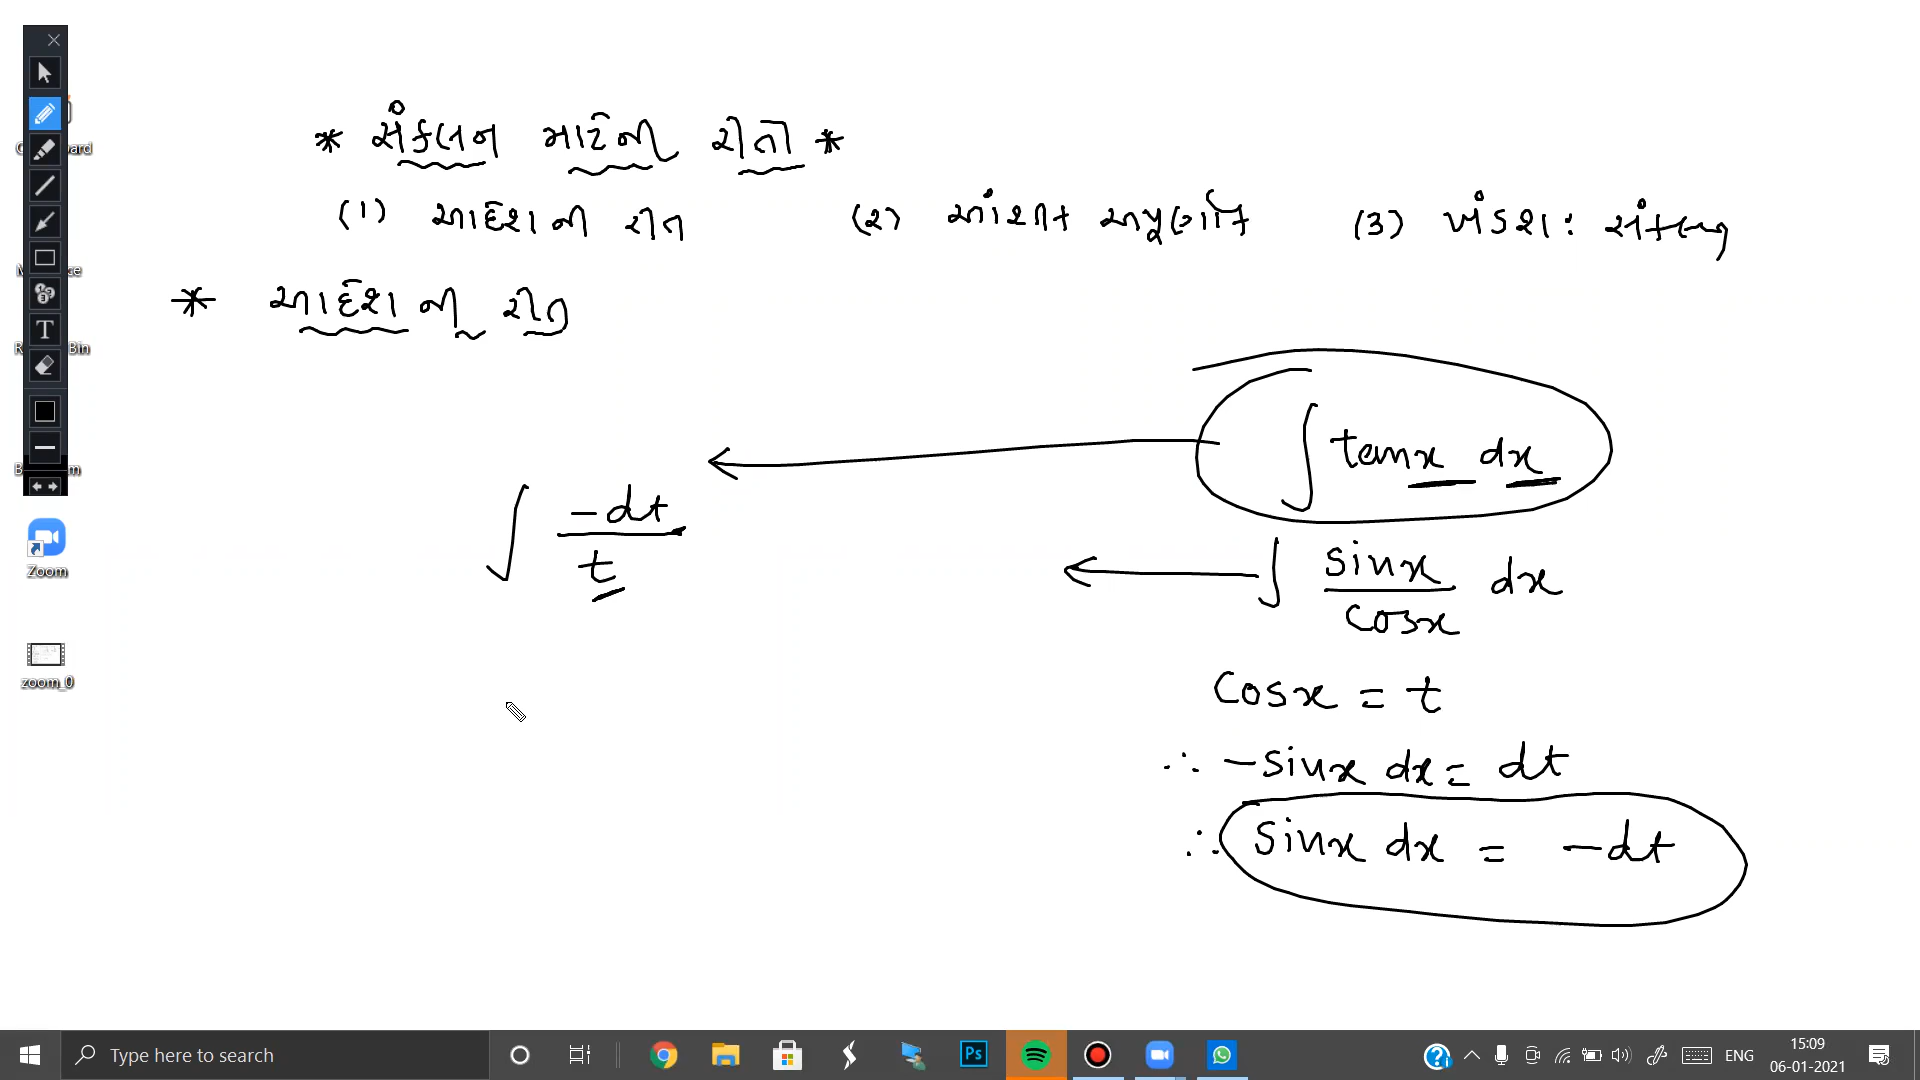 * સંકલન માટેની રીતો *
(1) આદેશની રીત (2) આંશિક અપૂર્ણાંક (3) ખંડશઃ સંકલન
* આદેશની રીત
∫ tanx dx
∫ -dt/t
∫ sinx/cosx dx
cosx = t
∴ -sinx dx = dt
∴ sinx dx = -dt
Zoom
zoom_0
T
Type here to search
Ps
ENG
15:09
06-01-2021